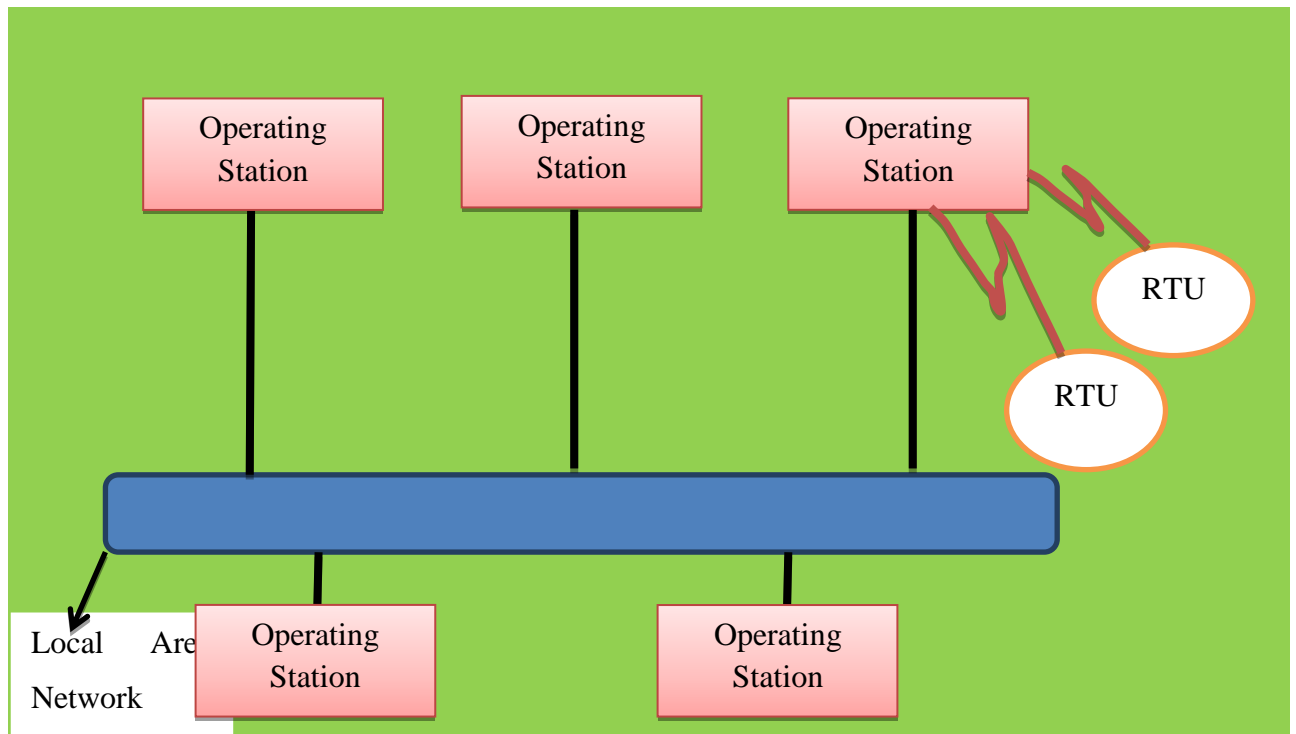 Operating
Station
Operating
Station
Operating
Station
RTU
RTU
Local Are
Network
Operating
Station
Operating
Station